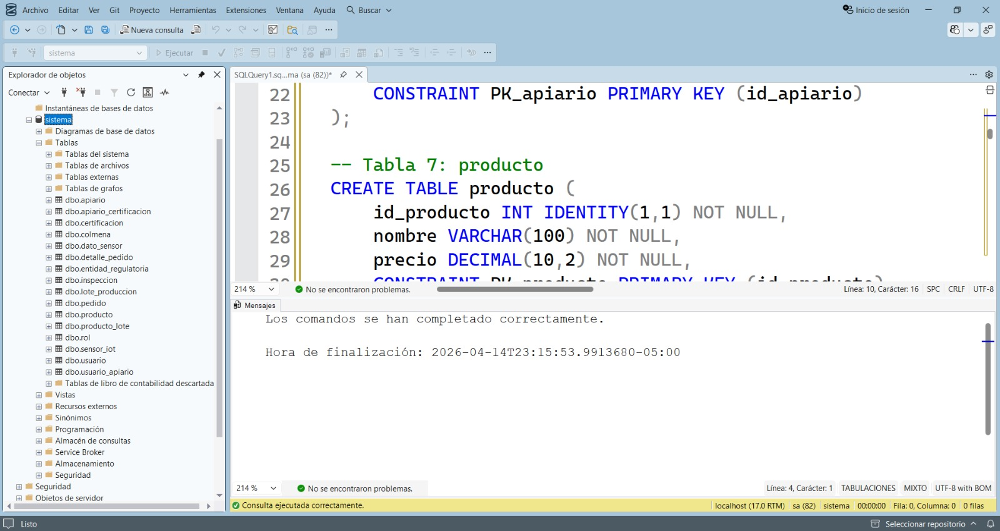 Archivo Editar Ver Git Proyecto Herramientas Extensiones Ventana Ayuda Buscar Inicio de sesión
Nueva consulta
sistema Ejecutar
Explorador de objetos
Conectar
Instantáneas de bases de datos
sistema
Diagramas de base de datos
Tablas
Tablas del sistema
Tablas de archivos
Tablas externas
Tablas de grafos
dbo.apiario
dbo.apiario_certificacion
dbo.certificacion
dbo.colmena
dbo.dato_sensor
dbo.detalle_pedido
dbo.entidad_regulatoria
dbo.inspeccion
dbo.lote_produccion
dbo.pedido
dbo.producto
dbo.producto_lote
dbo.rol
dbo.sensor_iot
dbo.usuario
dbo.usuario_apiario
Tablas de libro de contabilidad descartada
Vistas
Recursos externos
Sinónimos
Programación
Almacén de consultas
Service Broker
Almacenamiento
Seguridad
Seguridad
Objetos de servidor
SQLQuery1.sq...ma (sa (82))*
22 CONSTRAINT PK_apiario PRIMARY KEY (id_apiario)
23 );
24
25 -- Tabla 7: producto
26 CREATE TABLE producto (
27 id_producto INT IDENTITY(1,1) NOT NULL,
28 nombre VARCHAR(100) NOT NULL,
29 precio DECIMAL(10,2) NOT NULL,
30 CONSTRAINT PK_producto PRIMARY KEY (id_producto)
214 % No se encontraron problemas. Línea: 10, Carácter: 16 SPC CRLF UTF-8
Mensajes
Los comandos se han completado correctamente.
Hora de finalización: 2026-04-14T23:15:53.9913680-05:00
214 % No se encontraron problemas. Línea: 4, Carácter: 1 TABULACIONES MIXTO UTF-8 with BOM
Consulta ejecutada correctamente. localhost (17.0 RTM) sa (82) sistema 00:00:00 Fila: 0, Columna: 0 0 filas
Listo Seleccionar repositorio